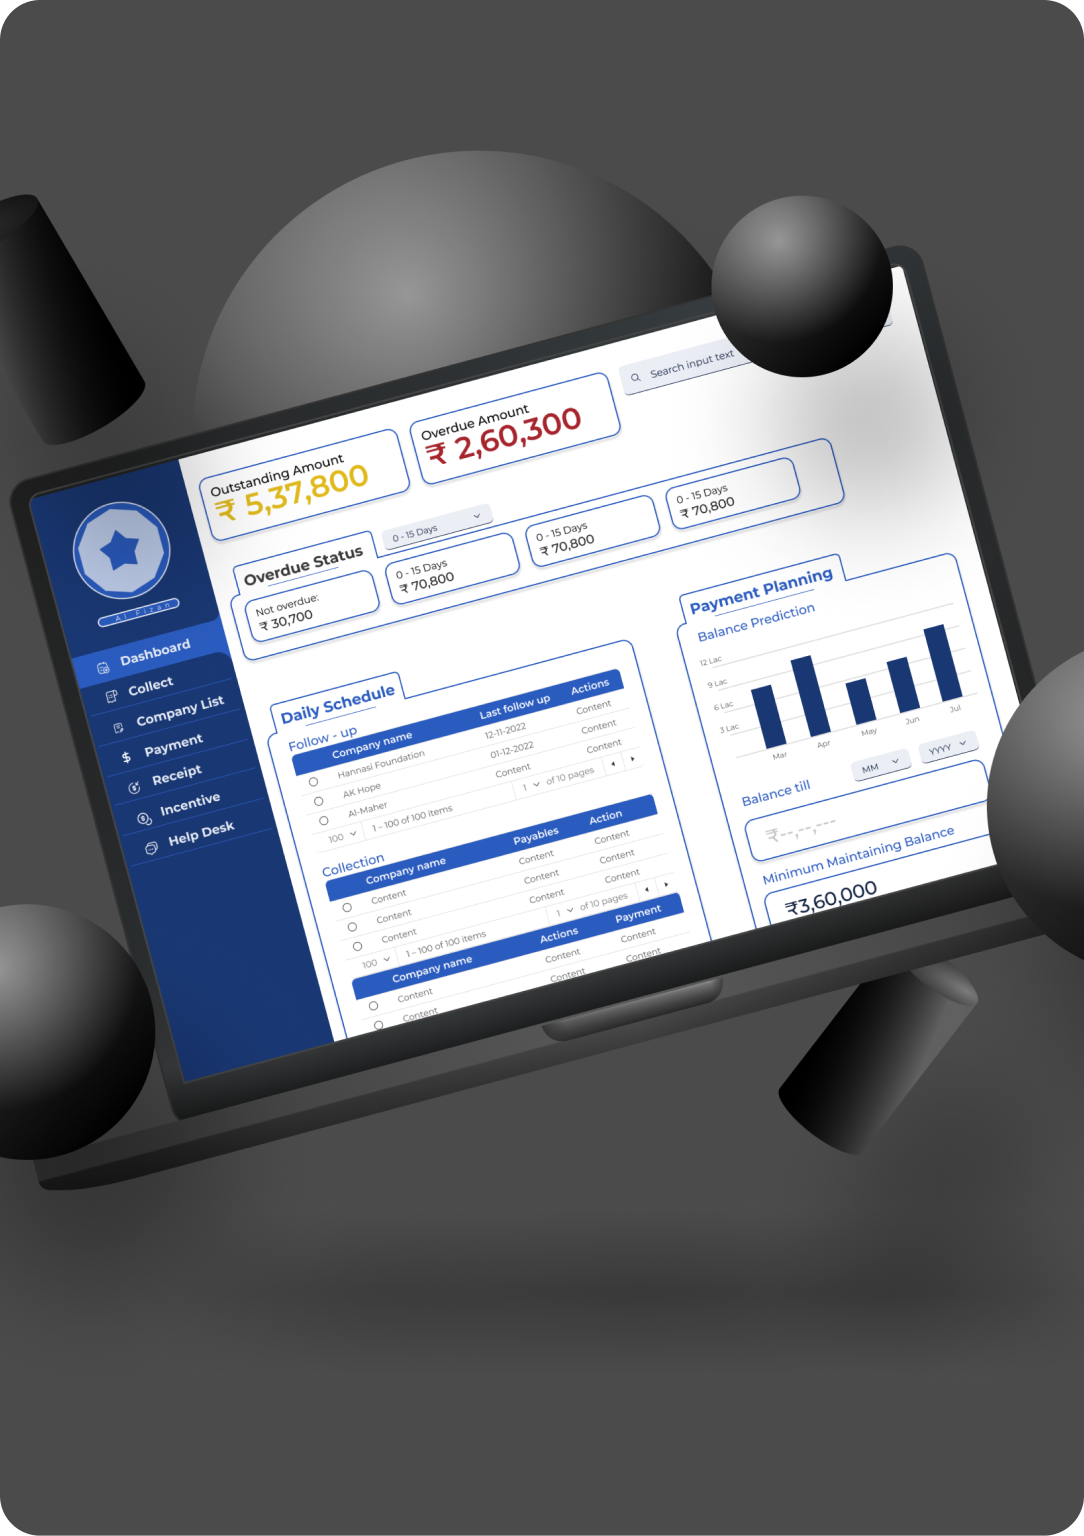 Al Fizan
Dashboard
Collect
Company List
Payment
Receipt
Incentive
Help Desk
Outstanding Amount
₹ 5,37,800
Overdue Amount
₹ 2,60,300
Search input text
Overdue Status
0 - 15 Days
Not overdue:
₹ 30,700
0 - 15 Days
₹ 70,800
0 - 15 Days
₹ 70,800
0 - 15 Days
₹ 70,800
Daily Schedule
Follow - up
Company name Last follow up Actions
Hannasi Foundation 12-11-2022 Content
AK Hope 01-12-2022 Content
Al-Maher Content Content
100 1 – 100 of 100 items 1 of 10 pages
Collection
Company name Payables Action
Content Content Content
Content Content Content
Content Content Content
100 1 – 100 of 100 items 1 of 10 pages
Company name Actions Payment
Content Content Content
Content Content Content
Payment Planning
Balance Prediction
12 Lac
9 Lac
6 Lac
3 Lac
Mar Apr May Jun Jul
Balance till MM YYYY
₹--,--,---
Minimum Maintaining Balance
₹3,60,000